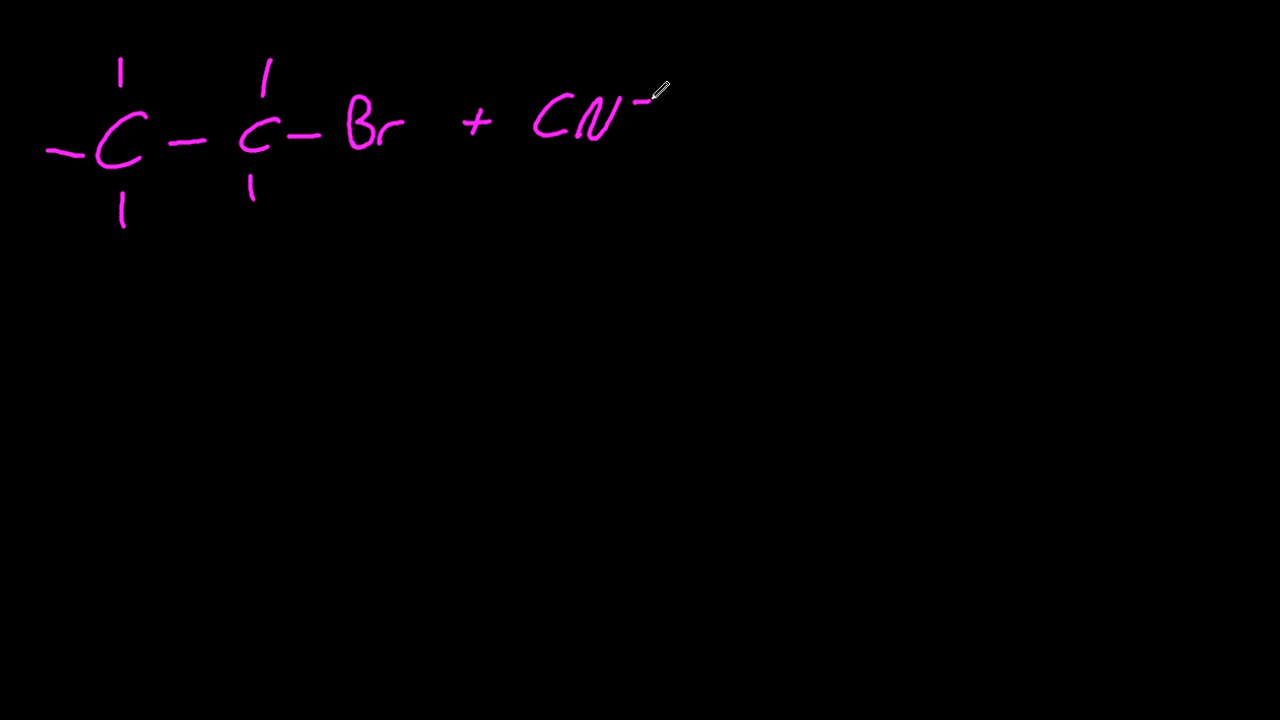 - C - C - Br + CN⁻